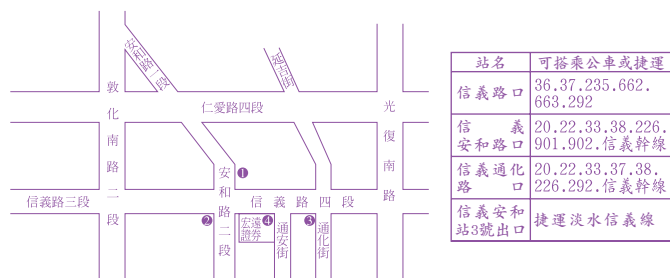 安和路一段
延吉街
敦化南路二段
仁愛路四段
光復南路
安和路二段
❶
信義路三段
信義路四段
❷
宏遠證券
❹
通安街
❸
通化街
站名 可搭乘公車或捷運
信義路口 36.37.235.662.
663.292
信義 20.22.33.38.226.
安和路口 901.902.信義幹線
信義通化 20.22.33.37.38.
路口 226.292.信義幹線
信義安和
站3號出口 捷運淡水信義線